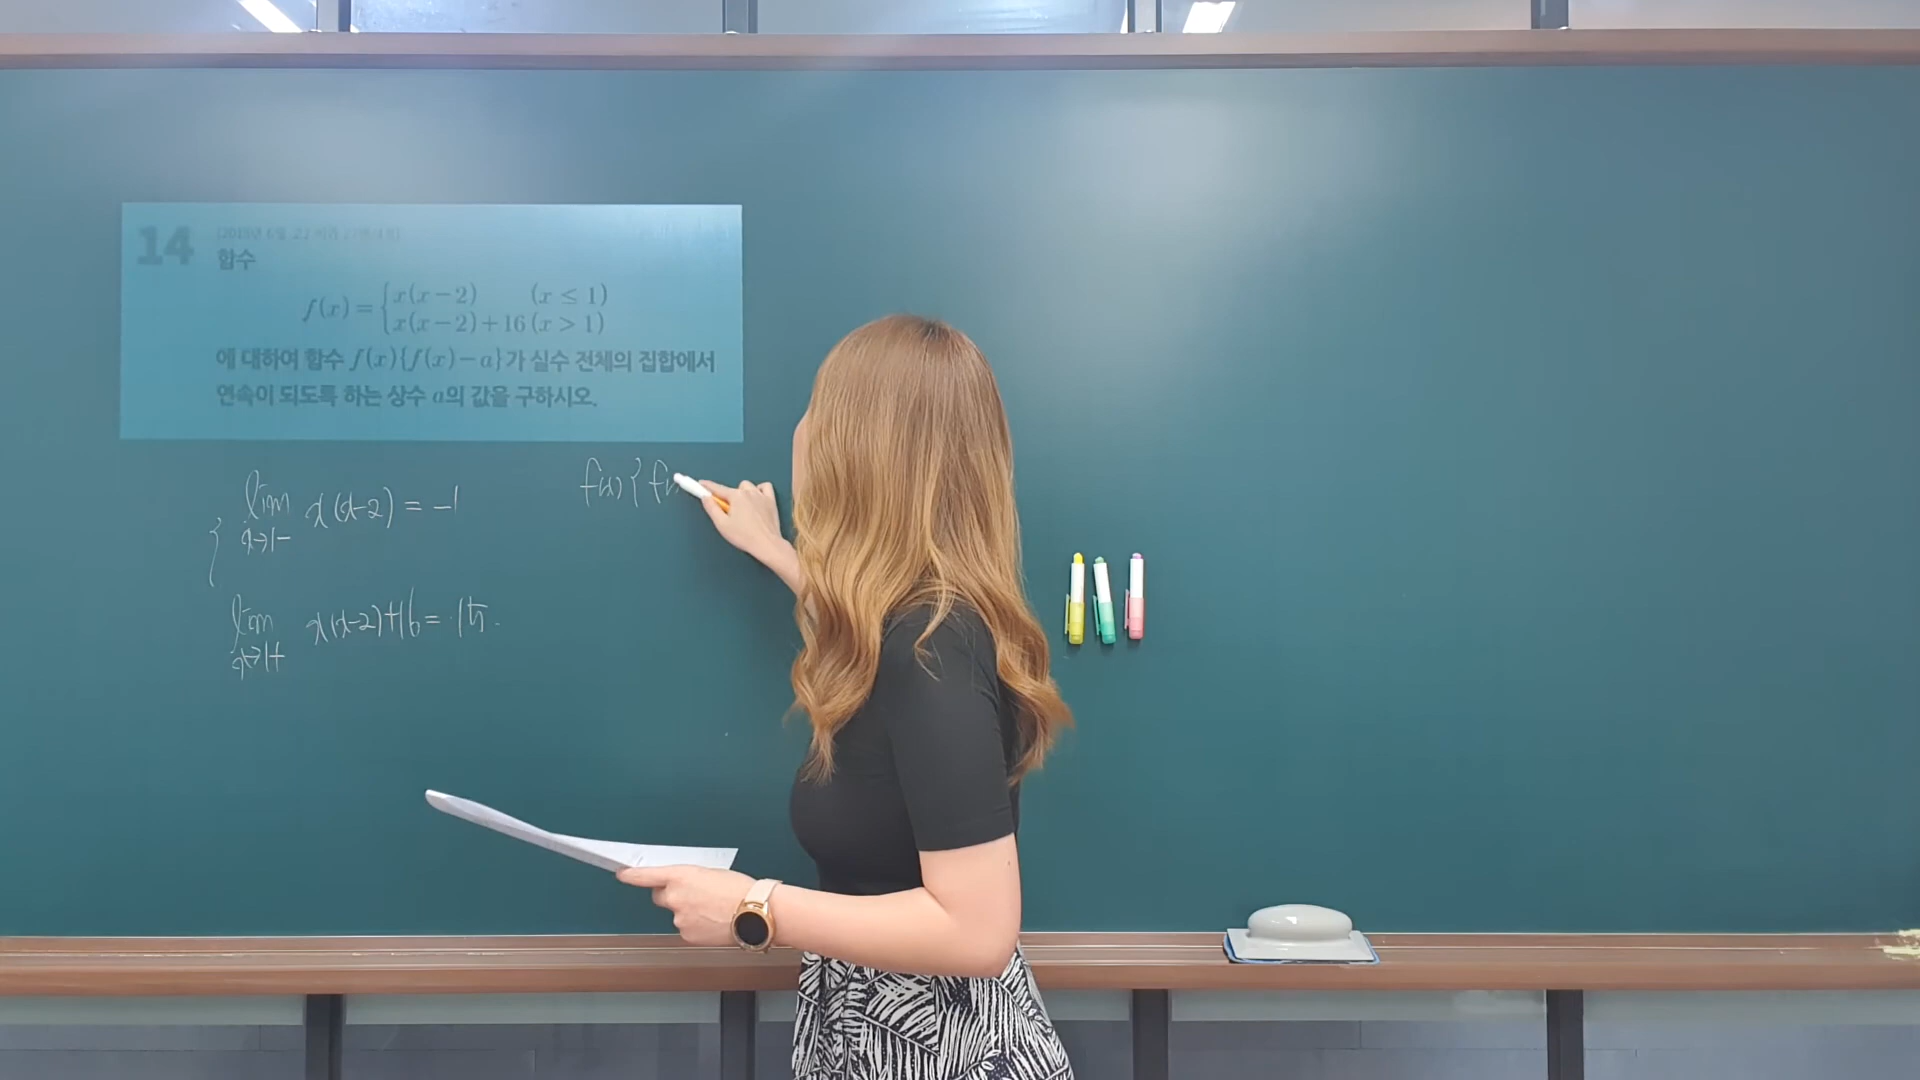 14
함수
f(x) = { x(x-2) (x ≤ 1)
x(x-2)+16 (x > 1)
에 대하여 함수 f(x){f(x)-a}가 실수 전체의 집합에서
연속이 되도록 하는 상수 a의 값을 구하시오.
{ lim x→1- x(x-2) = -1
lim x→1+ x(x-2)+16 = 15.
f(x){f(x